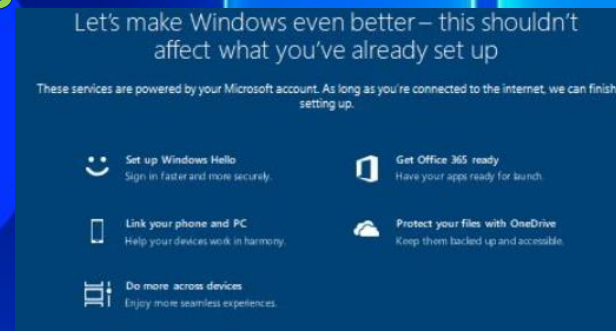 Let's make Windows even better – this shouldn't
affect what you've already set up
These services are powered by your Microsoft account. As long as you're connected to the internet, we can finish
setting up.
Set up Windows Hello
Sign in faster and more securely.
Get Office 365 ready
Have your apps ready for launch.
Link your phone and PC
Help your devices work in harmony.
Protect your files with OneDrive
Keep them backed up and accessible.
Do more across devices
Enjoy more seamless experiences.